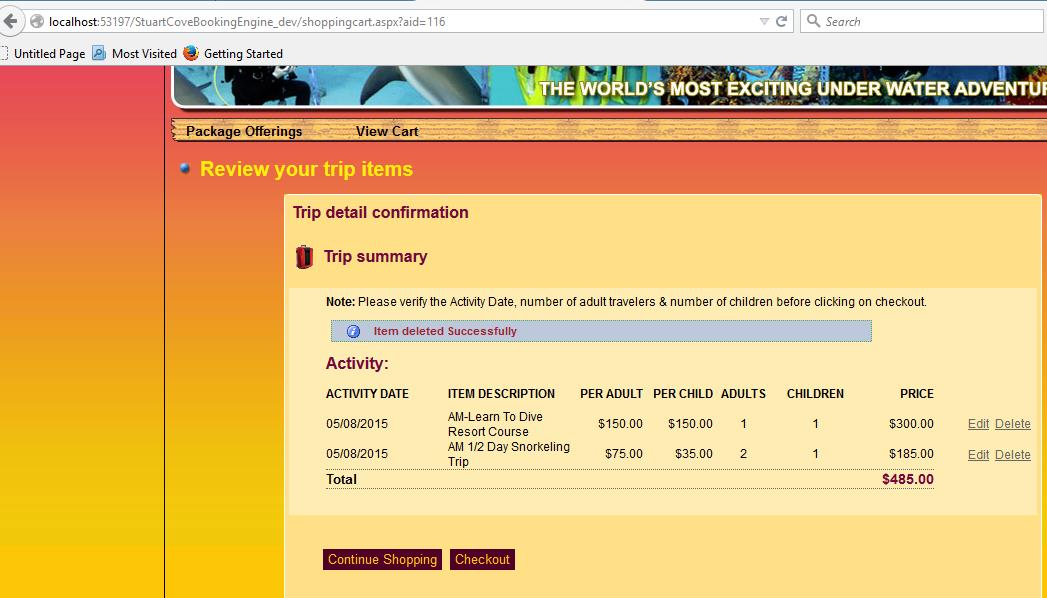 localhost:53197/StuartCoveBookingEngine_dev/shoppingcart.aspx?aid=116
Search
Untitled Page Most Visited Getting Started
THE WORLD'S MOST EXCITING UNDER WATER ADVENTU
Package Offerings View Cart
Review your trip items
Trip detail confirmation
Trip summary
Note: Please verify the Activity Date, number of adult travelers & number of children before clicking on checkout.
Item deleted Successfully
Activity:
ACTIVITY DATE ITEM DESCRIPTION PER ADULT PER CHILD ADULTS CHILDREN PRICE
AM-Learn To Dive
05/08/2015 $150.00 $150.00 1 1 $300.00 Edit Delete
Resort Course
AM 1/2 Day Snorkeling
05/08/2015 $75.00 $35.00 2 1 $185.00 Edit Delete
Trip
Total $485.00
Continue Shopping Checkout